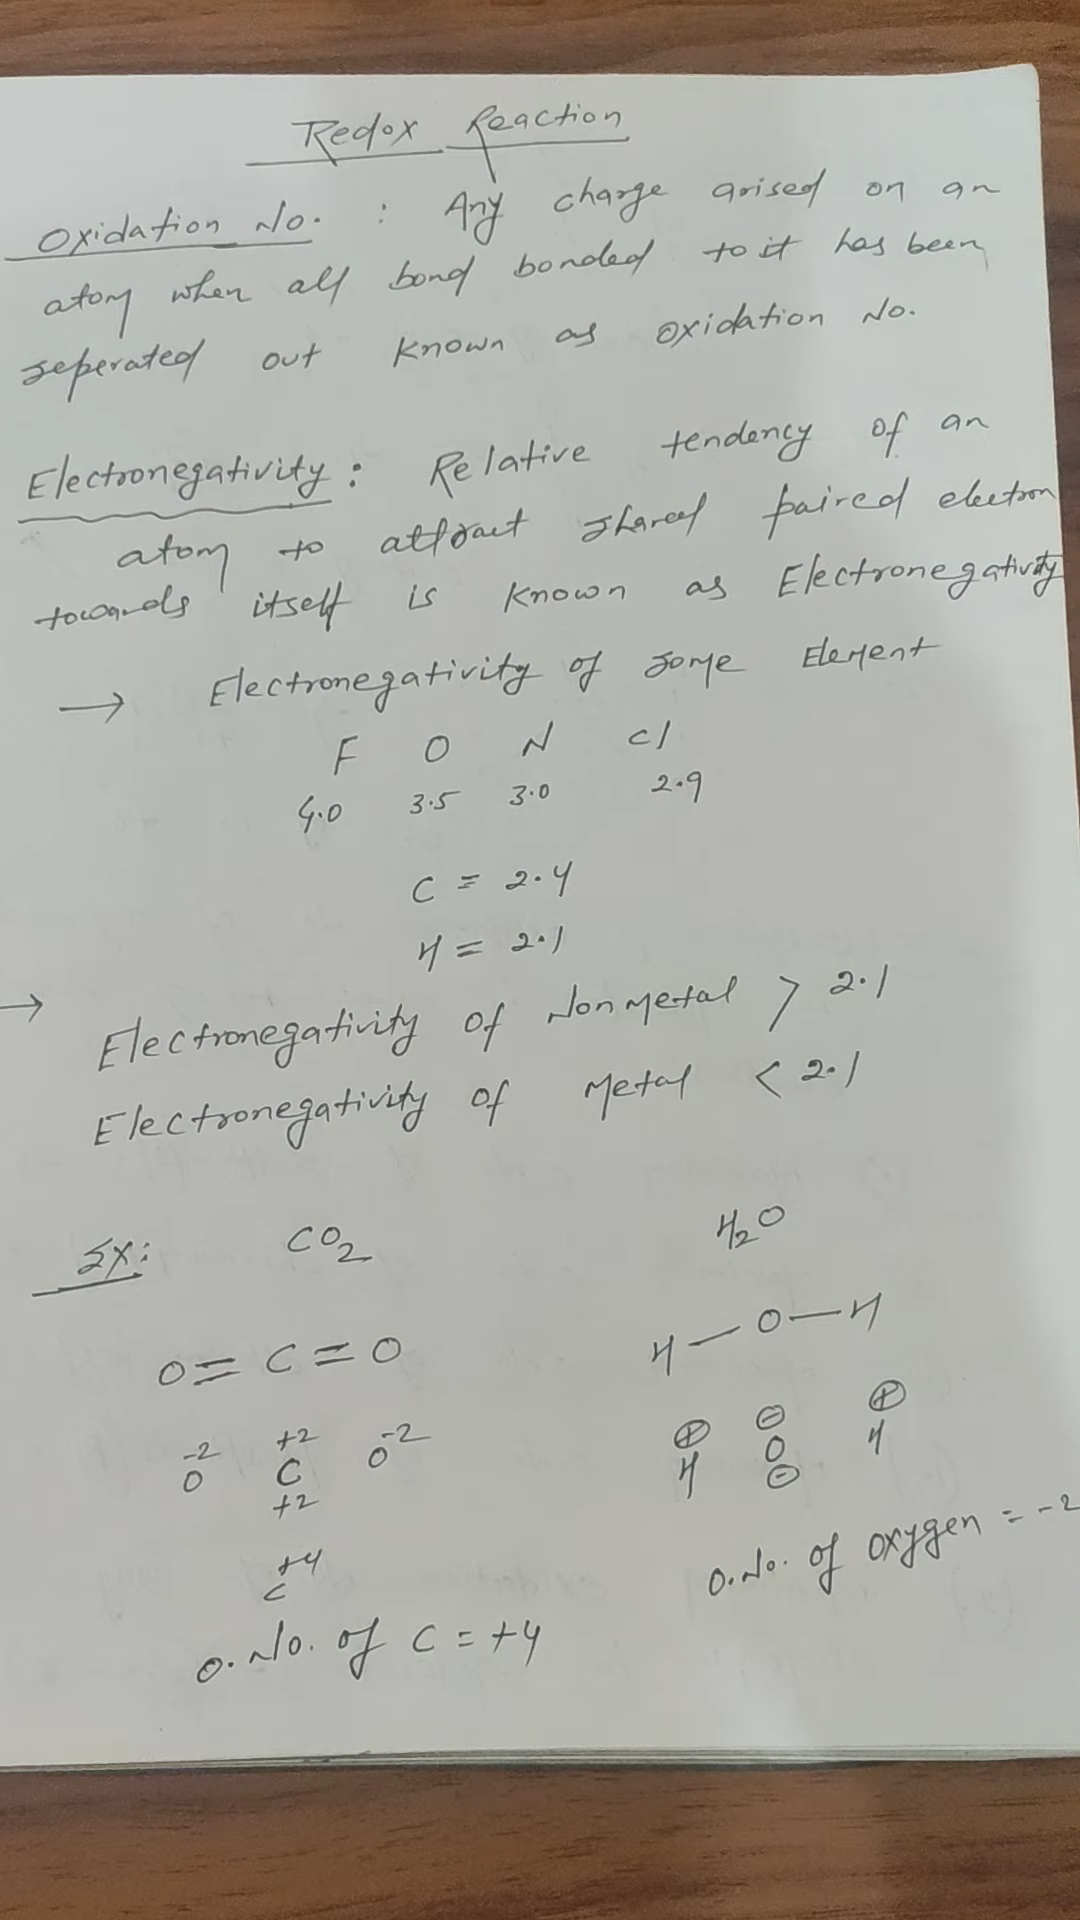 Redox Reaction
Oxidation No. : Any charge arised on an
atom when all bond bonded to it has been
seperated out known as oxidation No.
Electronegativity : Relative tendency of an
atom to attract shared paired electron
towards itself is known as Electronegativity
→ Electronegativity of some Element
F O N Cl
4.0 3.5 3.0 2.9
C = 2.4
H = 2.1
→ Electronegativity of Nonmetal > 2.1
Electronegativity of Metal < 2.1
Ex: CO₂ H₂O
O=C=O H—O—H
O⁻² +2 C +2 O⁻² ⊕ H ⊖ O ⊖ ⊕ H
C⁺⁴
O. No. of C = +4
O. No. of oxygen = -2